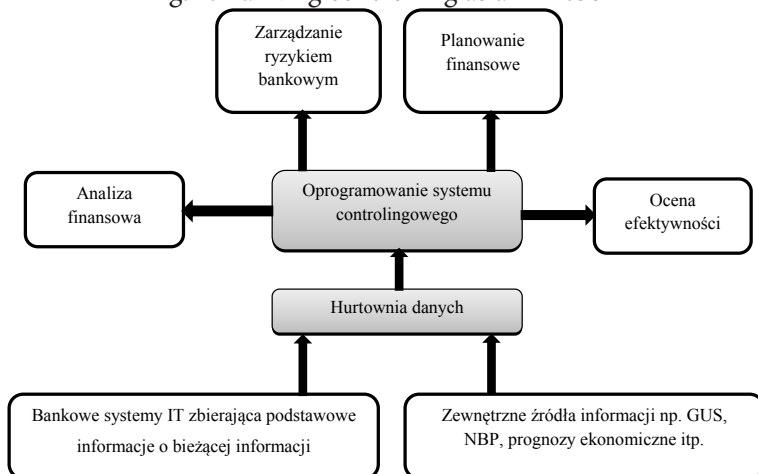 Zarządzanie
ryzykiem
bankowym
Planowanie
finansowe
Analiza
finansowa
Oprogramowanie systemu
controlingowego
Ocena
efektywności
Hurtownia danych
Bankowe systemy IT zbierająca podstawowe
informacje o bieżącej informacji
Zewnętrzne źródła informacji np. GUS,
NBP, prognozy ekonomiczne itp.